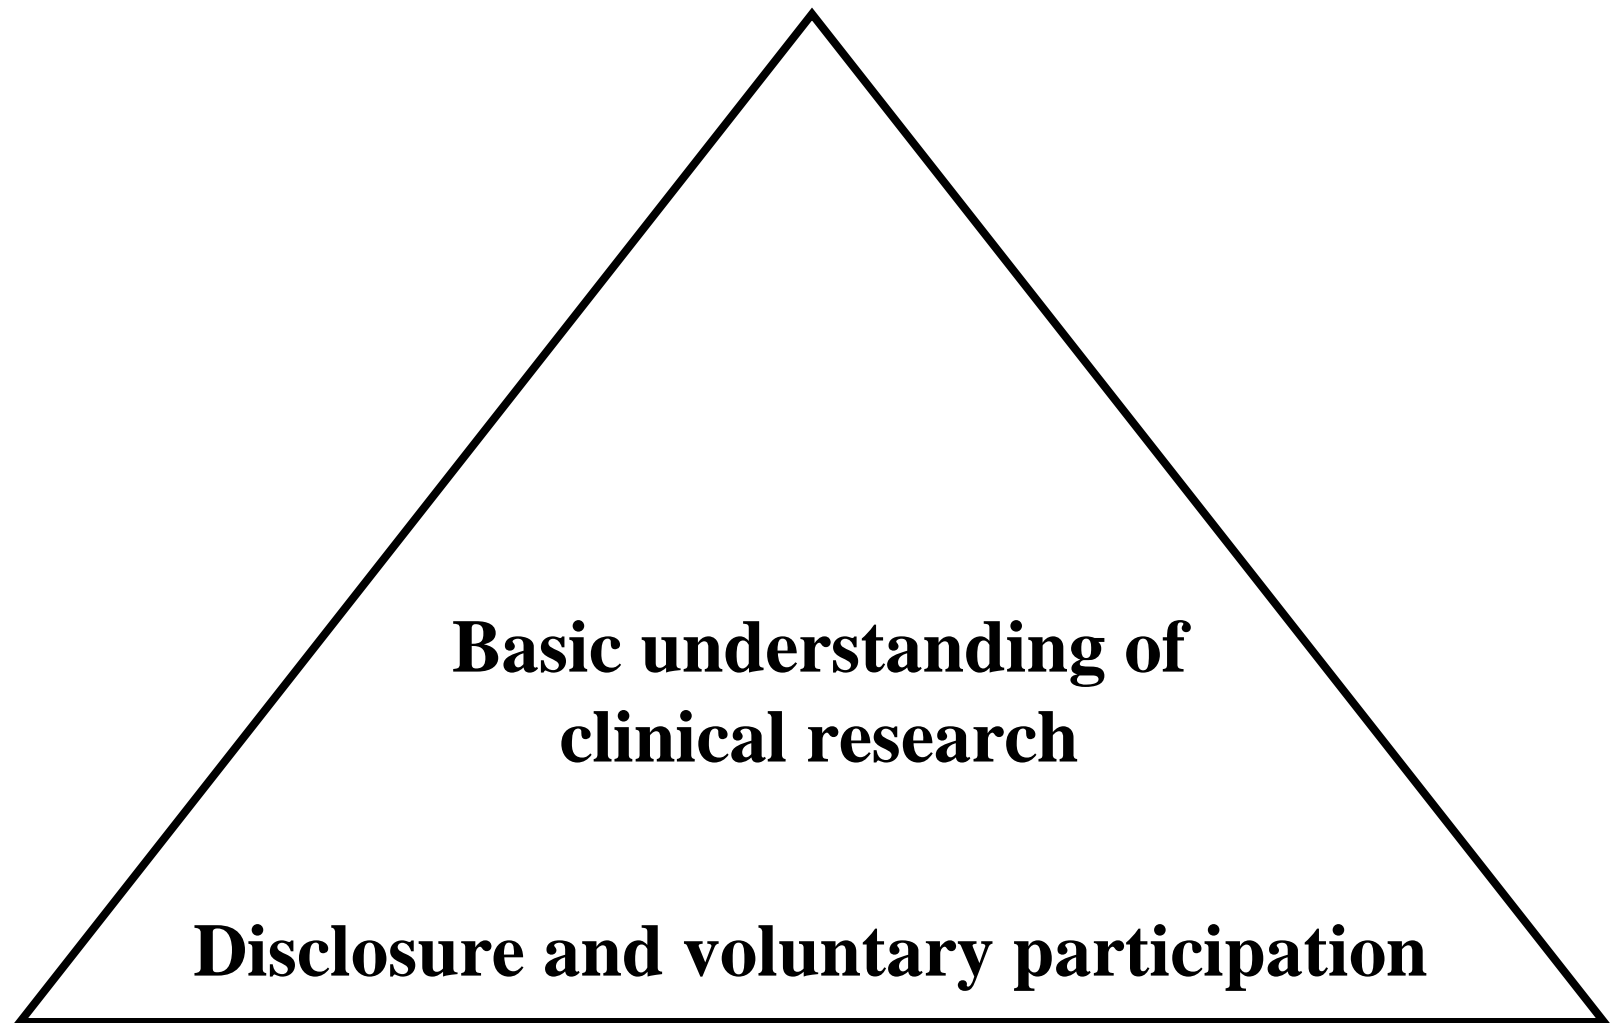 Basic understanding of
clinical research
Disclosure and voluntary participation